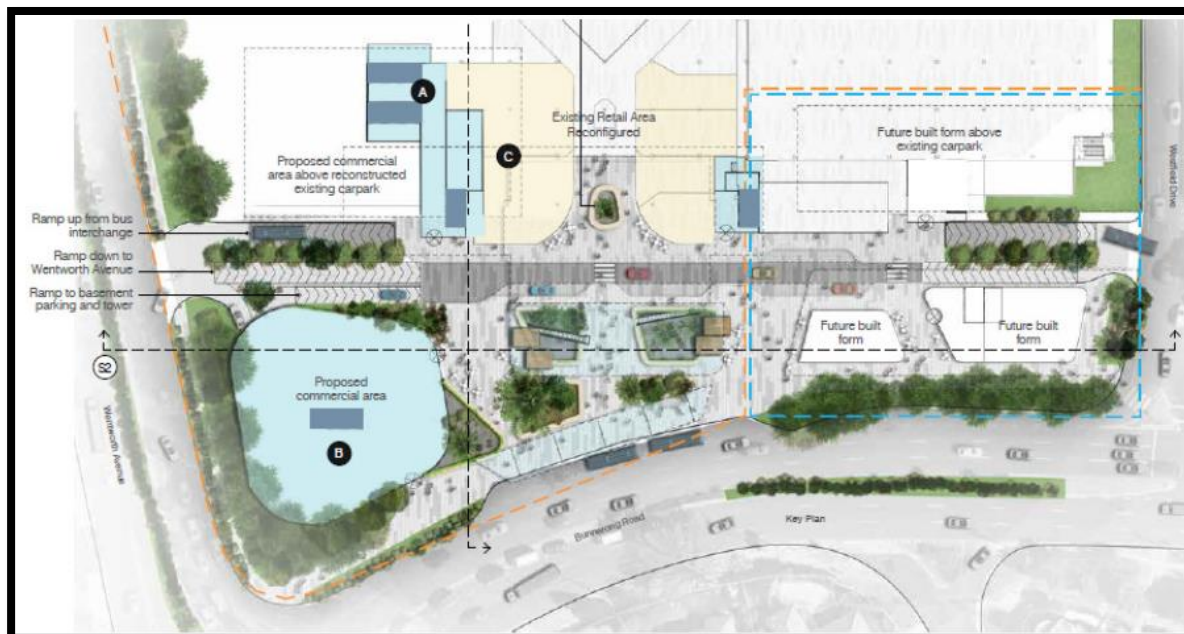 A
Existing Retail Area
Reconfigured
Future built form above
existing carpark
Proposed commercial
area above reconstructed
existing carpark
C
Westfield Drive
Ramp up from bus
interchange
Ramp down to
Wentworth Avenue
Ramp to basement
parking and tower
Future built
form
Future built
form
S2
Proposed
commercial area
B
Wentworth Avenue
Bunnerong Road
Key Plan